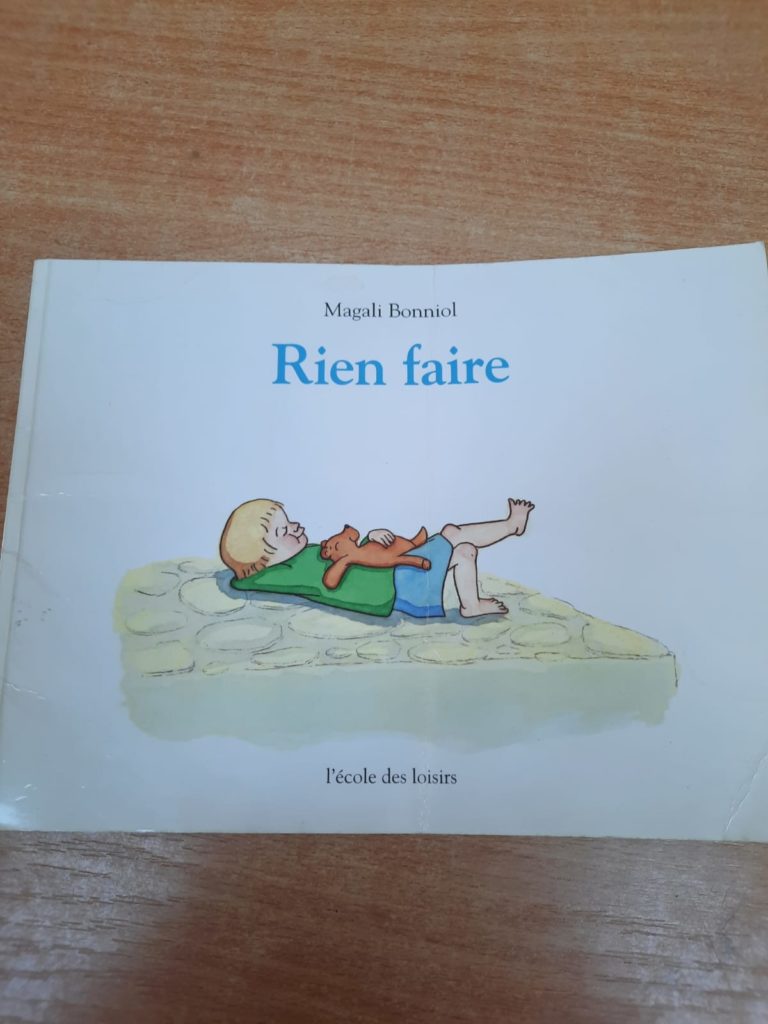 Magali Bonniol
Rien faire
l'école des loisirs